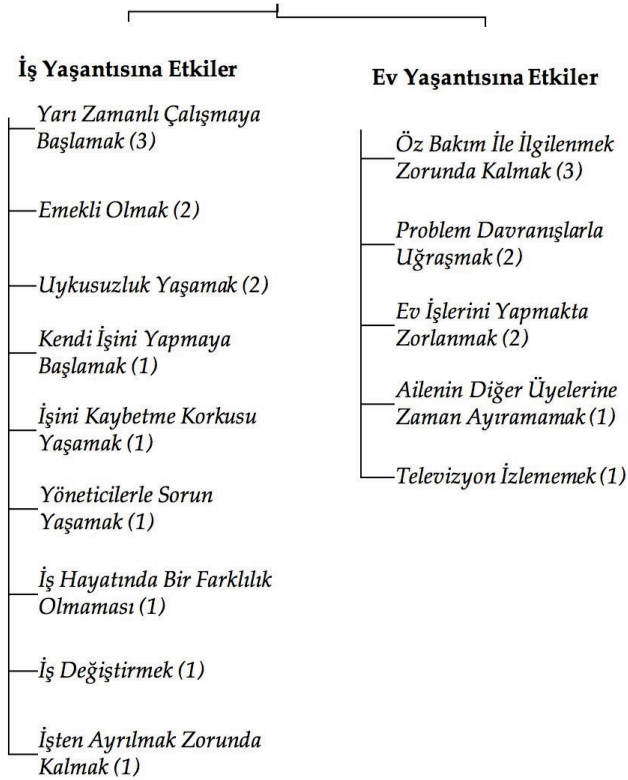 İş Yaşantısına Etkiler
Yarı Zamanlı Çalışmaya
Başlamak (3)
Emekli Olmak (2)
Uykusuzluk Yaşamak (2)
Kendi İşini Yapmaya
Başlamak (1)
İşini Kaybetme Korkusu
Yaşamak (1)
Yöneticilerle Sorun
Yaşamak (1)
İş Hayatında Bir Farklılık
Olmaması (1)
İş Değiştirmek (1)
İşten Ayrılmak Zorunda
Kalmak (1)
Ev Yaşantısına Etkiler
Öz Bakım İle İlgilenmek
Zorunda Kalmak (3)
Problem Davranışlarla
Uğraşmak (2)
Ev İşlerini Yapmakta
Zorlanmak (2)
Ailenin Diğer Üyelerine
Zaman Ayıramamak (1)
Televizyon İzlememek (1)